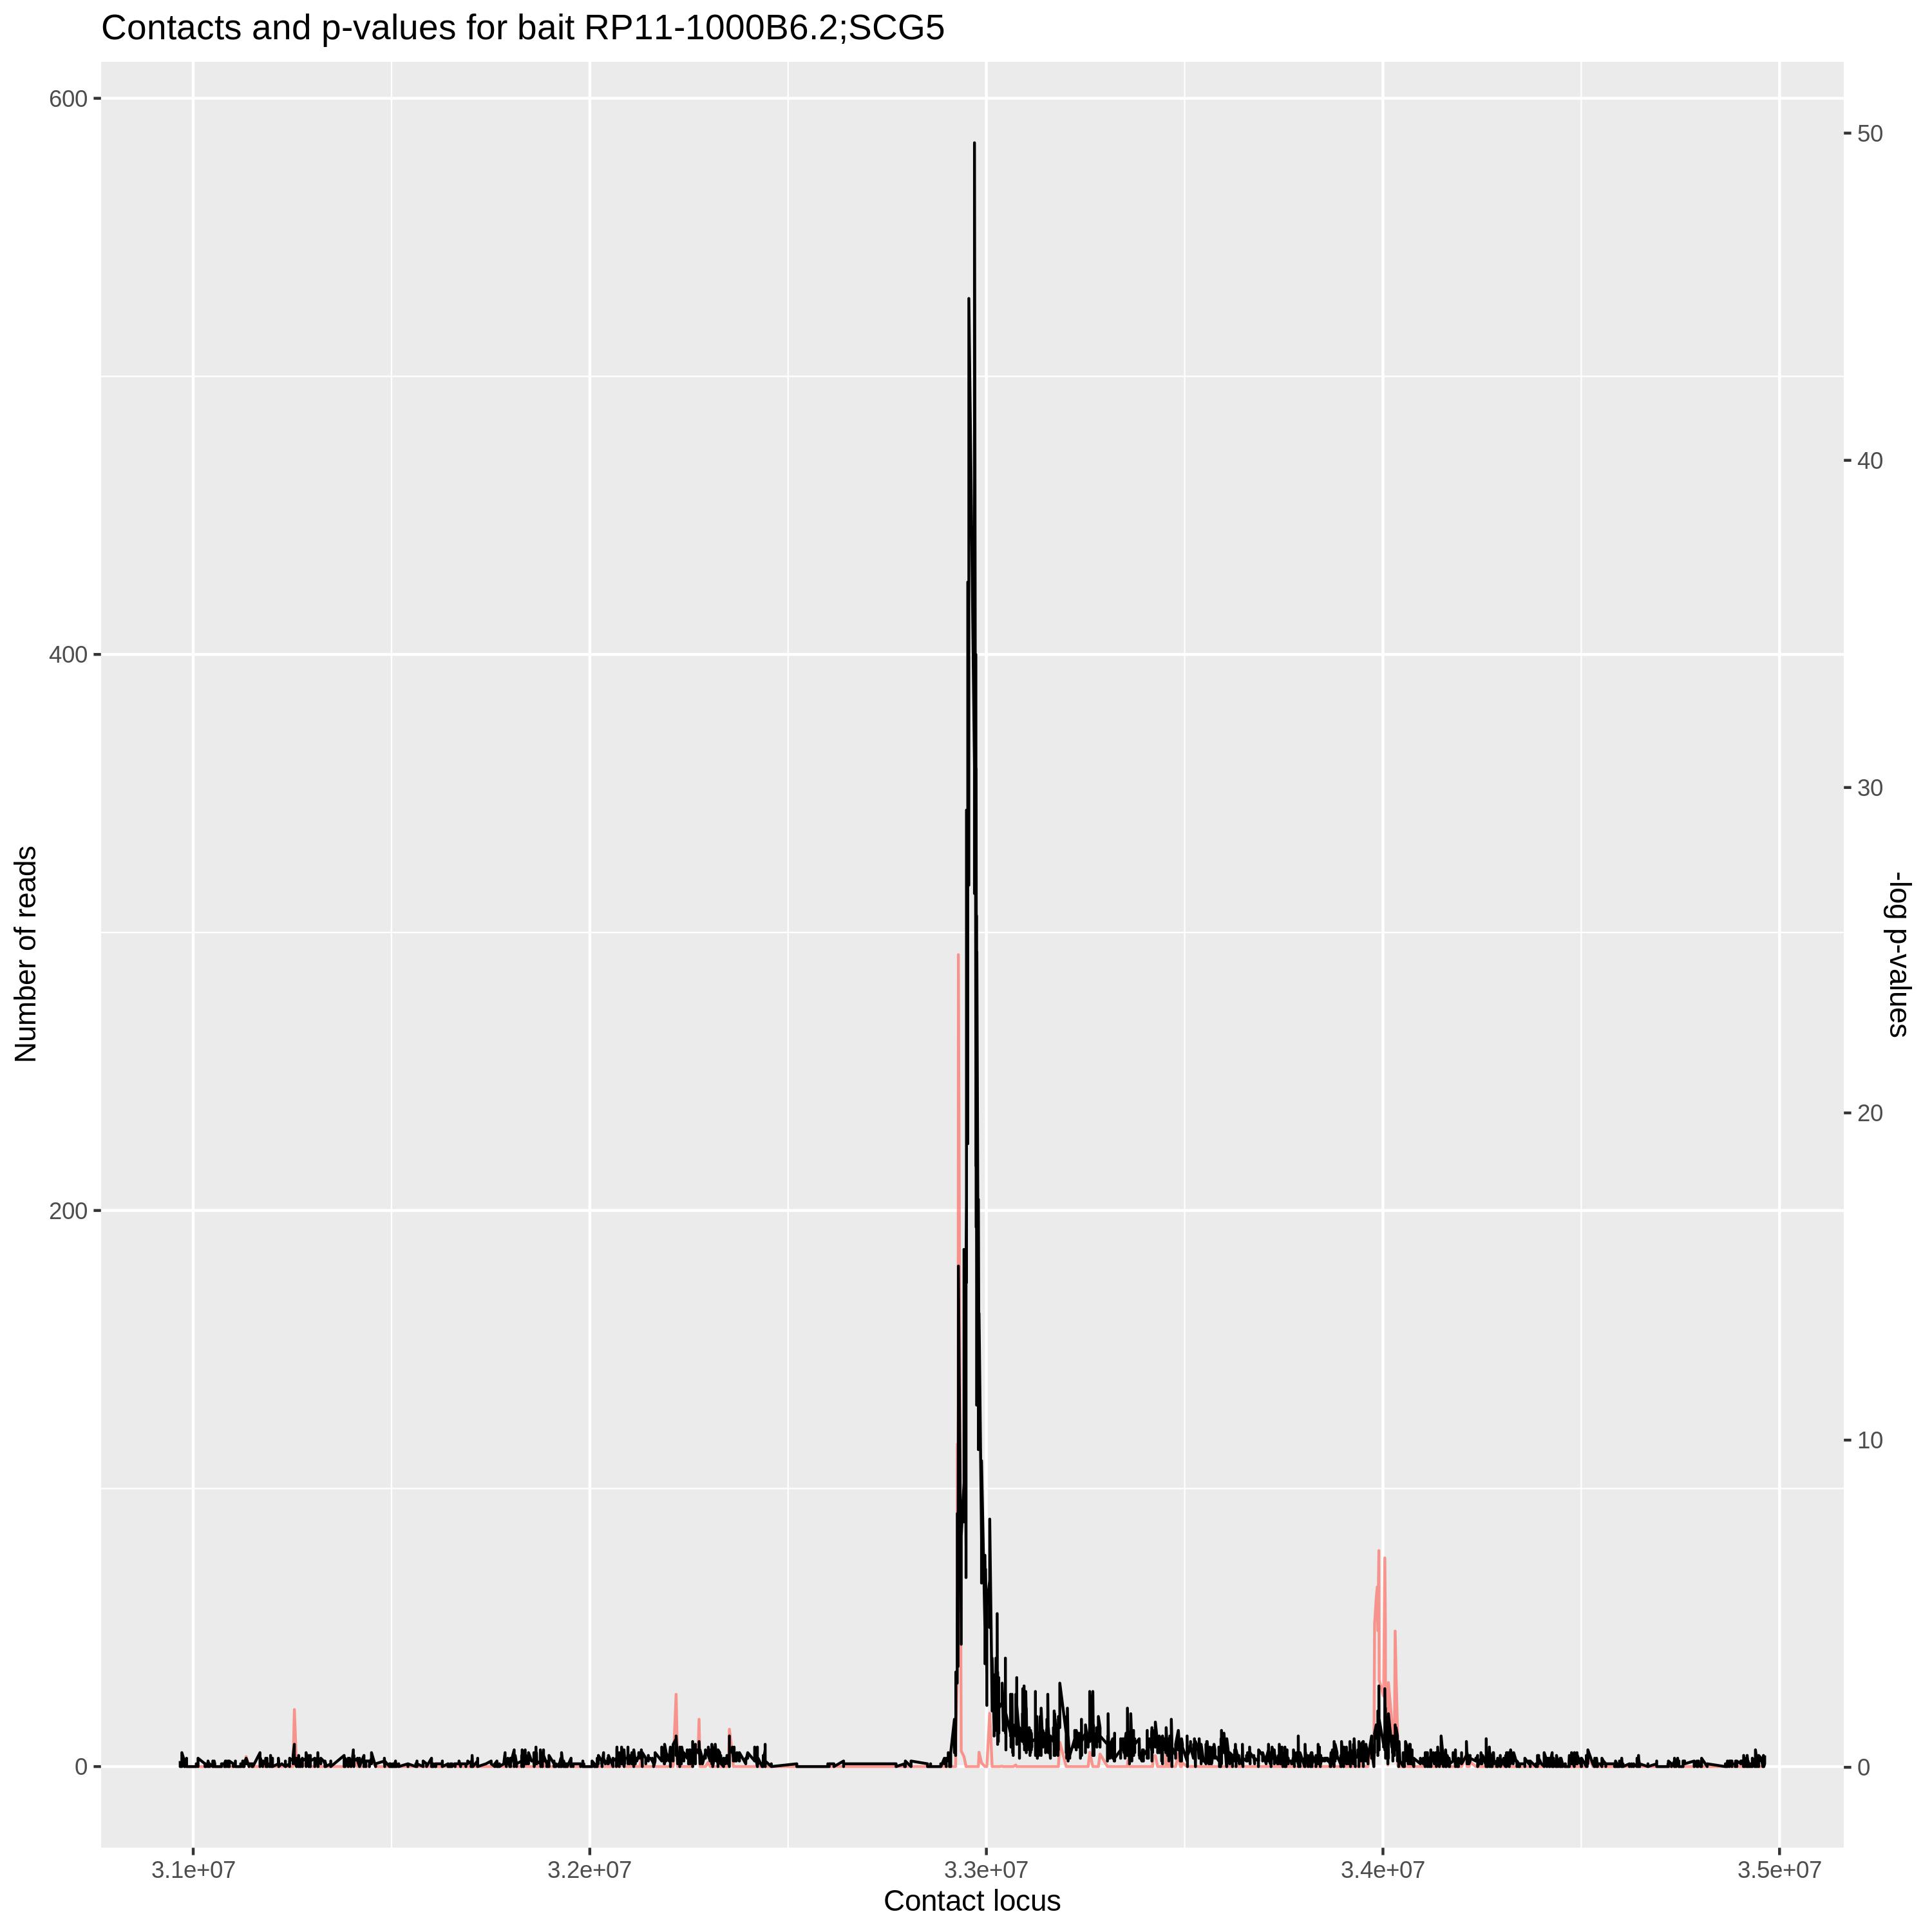 Contacts and p-values for bait RP11-1000B6.2;SCG5
600
400
200
0
Number of reads
50
40
30
20
10
0
-log p-values
3.1e+07
3.2e+07
3.3e+07
3.4e+07
3.5e+07
Contact locus